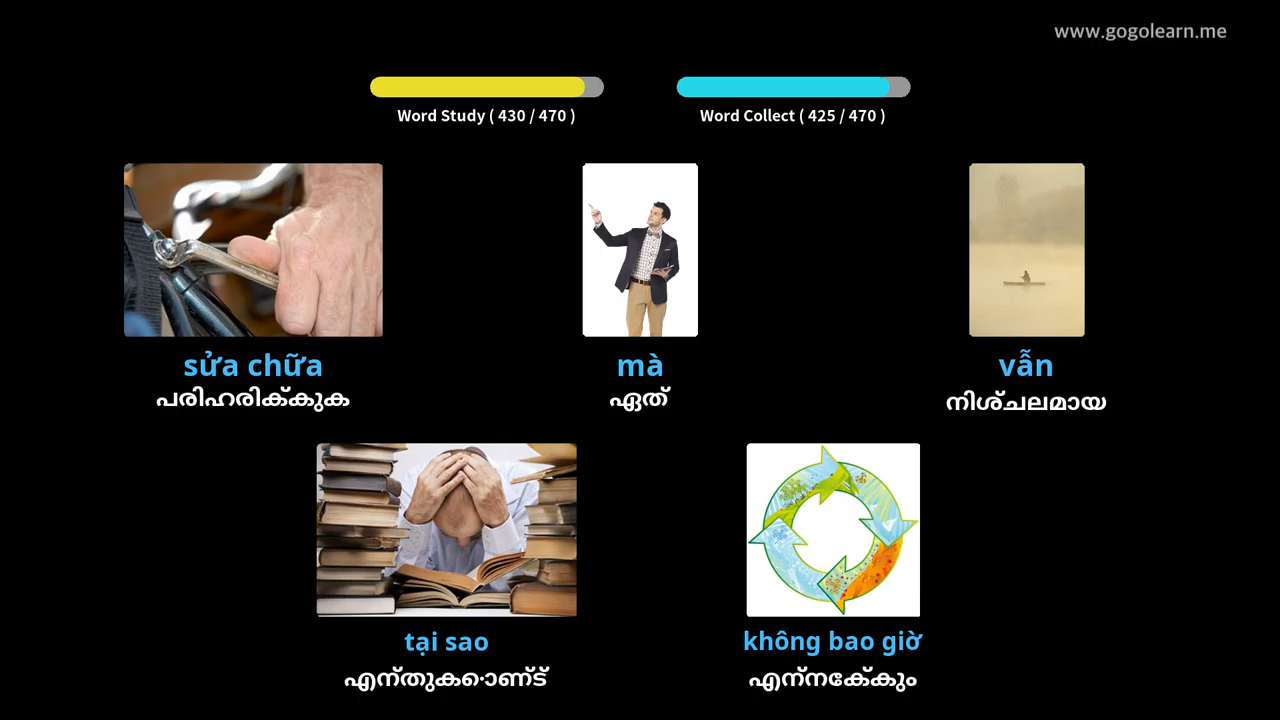 www.gogolearn.me
Word Study ( 430 / 470 )
Word Collect ( 425 / 470 )
sửa chữa
പരിഹരിക്കുക
mà
ഏത്
vẫn
നിശ്ചലമായ
tại sao
എന്തുകൊണ്ട്
không bao giờ
എന്നക്കേും